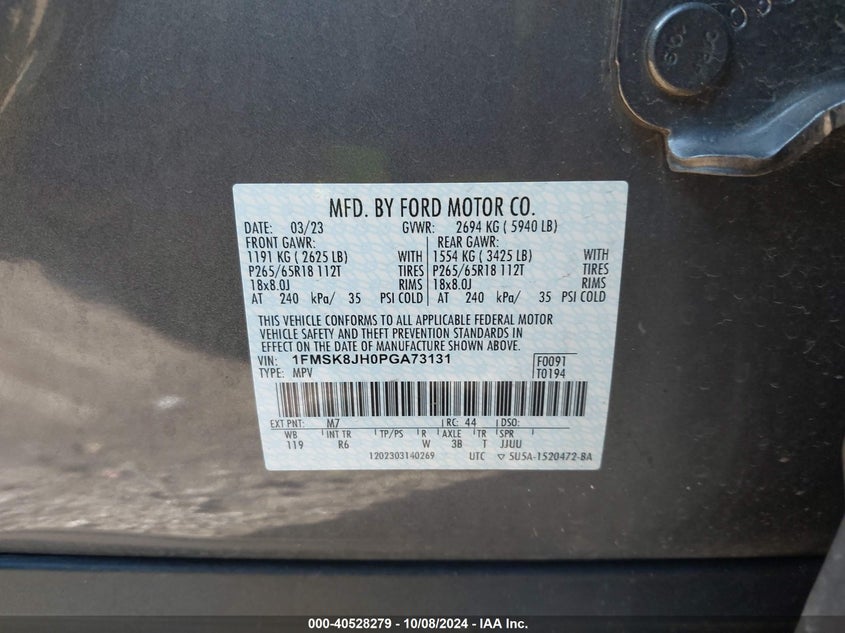 MFD. BY FORD MOTOR CO.
DATE: 03/23 GVWR: 2694 KG ( 5940 LB)
FRONT GAWR: REAR GAWR:
1191 KG ( 2625 LB) WITH 1554 KG ( 3425 LB) WITH
P265/65R18 112T TIRES P265/65R18 112T TIRES
18x8.0J RIMS 18x8.0J RIMS
AT 240 kPa/ 35 PSI COLD AT 240 kPa/ 35 PSI COLD
THIS VEHICLE CONFORMS TO ALL APPLICABLE FEDERAL MOTOR
VEHICLE SAFETY AND THEFT PREVENTION STANDARDS IN
EFFECT ON THE DATE OF MANUFACTURE SHOWN ABOVE.
VIN: 1FMSK8JH0PGA73131 F0091
TYPE: MPV T0194
EXT PNT: M7 RC: 44 DSO:
WB INT TR TP/PS R AXLE TR SPR
119 R6 W 3B T JJUU
1202303140269 UTC ▽ 5U5A-1520472-BA
000-40528279 - 10/08/2024 - IAA Inc.